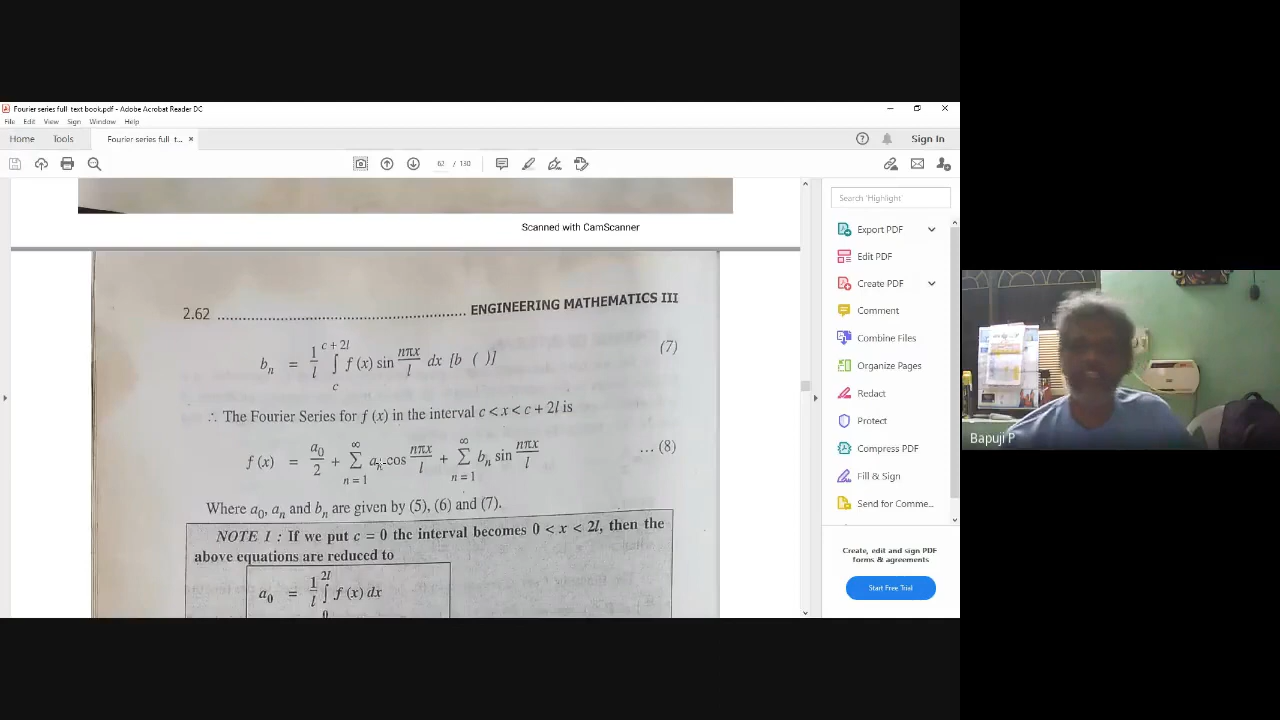 Fourier series full text book.pdf - Adobe Acrobat Reader DC
File Edit View Sign Window Help
Home Tools Fourier series full t... × Sign In
62 / 130
Search 'Highlight'
Export PDF
Edit PDF
Create PDF
Comment
Combine Files
Organize Pages
Redact
Protect
Compress PDF
Fill & Sign
Send for Comme...
Create, edit and sign PDF
forms & agreements
Start Free Trial
Scanned with CamScanner
2.62 ................................................ ENGINEERING MATHEMATICS III
b_n = 1/l ∫_c^{c + 2l} f (x) sin nπx/l dx [b ( )] (7)
∴ The Fourier Series for f (x) in the interval c < x < c + 2l is
f (x) = a_0/2 + ∑_{n = 1}^∞ a_n cos nπx/l + ∑_{n = 1}^∞ b_n sin nπx/l ... (8)
Where a_0, a_n and b_n are given by (5), (6) and (7).
NOTE 1 : If we put c = 0 the interval becomes 0 < x < 2l, then the
above equations are reduced to
a_0 = 1/l ∫_0^{2l} f (x) dx
Bapuji P